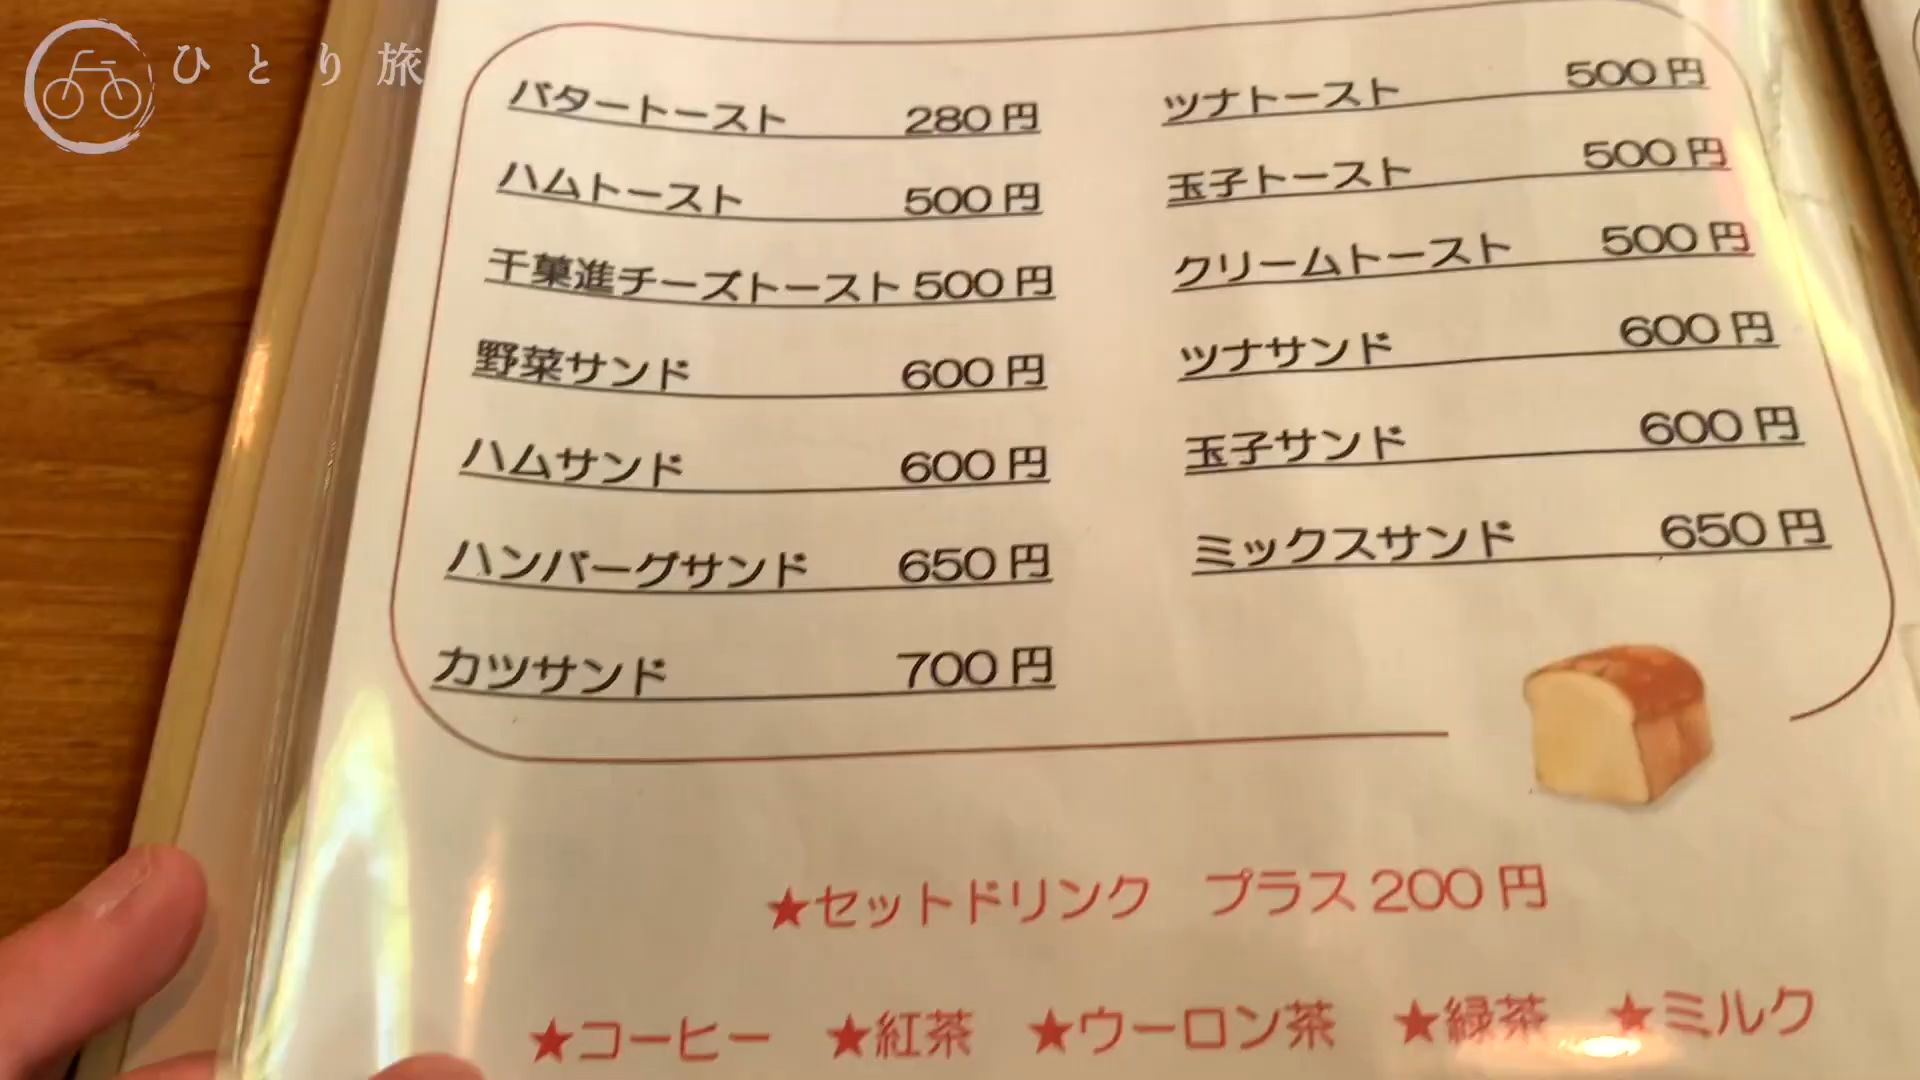 ひとり旅
バタートースト 280円
ハムトースト 500円
干菓進チーズトースト 500円
野菜サンド 600円
ハムサンド 600円
ハンバーグサンド 650円
カツサンド 700円
ツナトースト 500円
玉子トースト 500円
クリームトースト 500円
ツナサンド 600円
玉子サンド 600円
ミックスサンド 650円
★セットドリンク プラス200円
★コーヒー ★紅茶 ★ウーロン茶 ★緑茶 ★ミルク